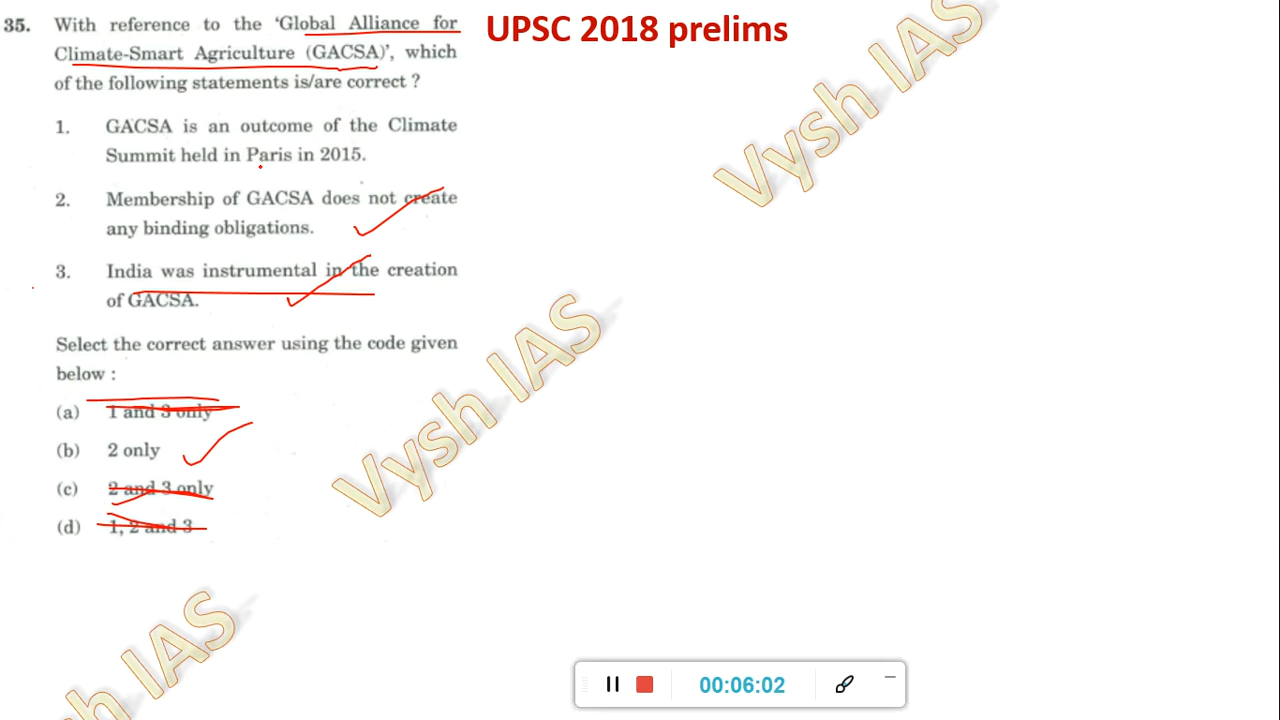 35. With reference to the 'Global Alliance for
Climate-Smart Agriculture (GACSA)', which
of the following statements is/are correct ?
1. GACSA is an outcome of the Climate
Summit held in Paris in 2015.
2. Membership of GACSA does not create
any binding obligations.
3. India was instrumental in the creation
of GACSA.
Select the correct answer using the code given
below :
(a) 1 and 3 only
(b) 2 only
(c) 2 and 3 only
(d) 1, 2 and 3
UPSC 2018 prelims
Vysh IAS
Vysh IAS
sh IAS
00:06:02